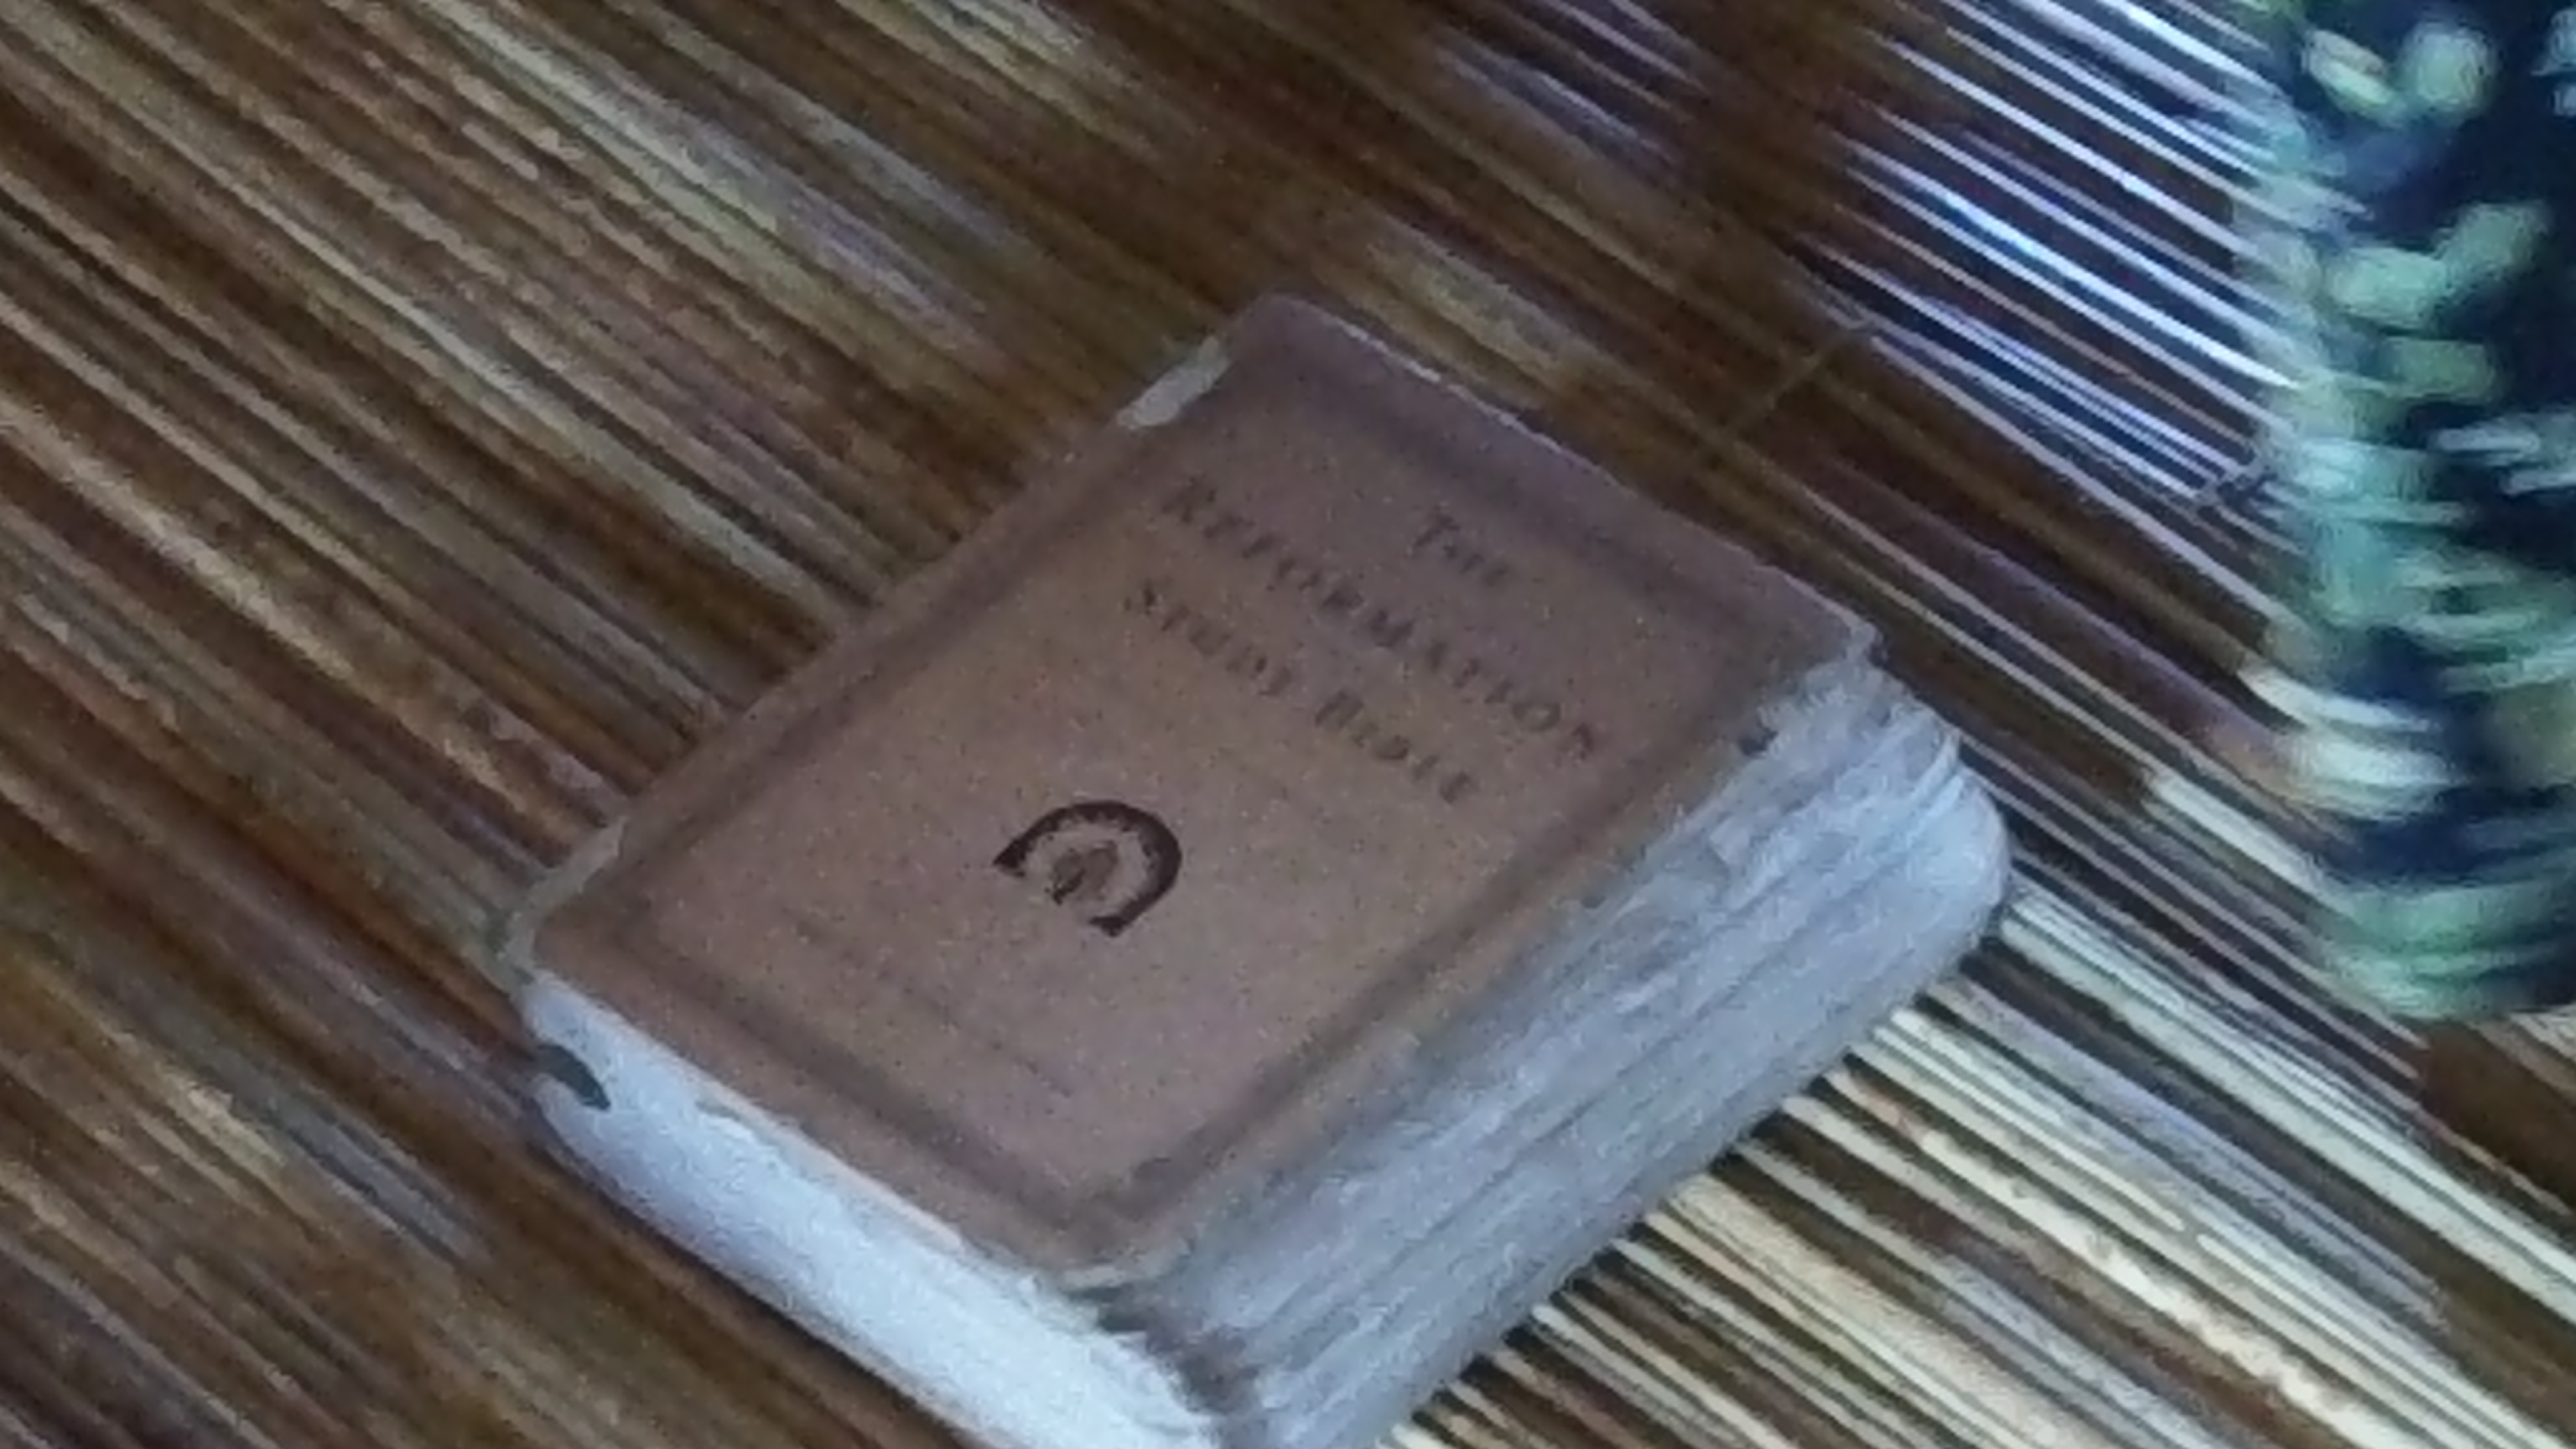 THE
REFORMATION
STUDY BIBLE